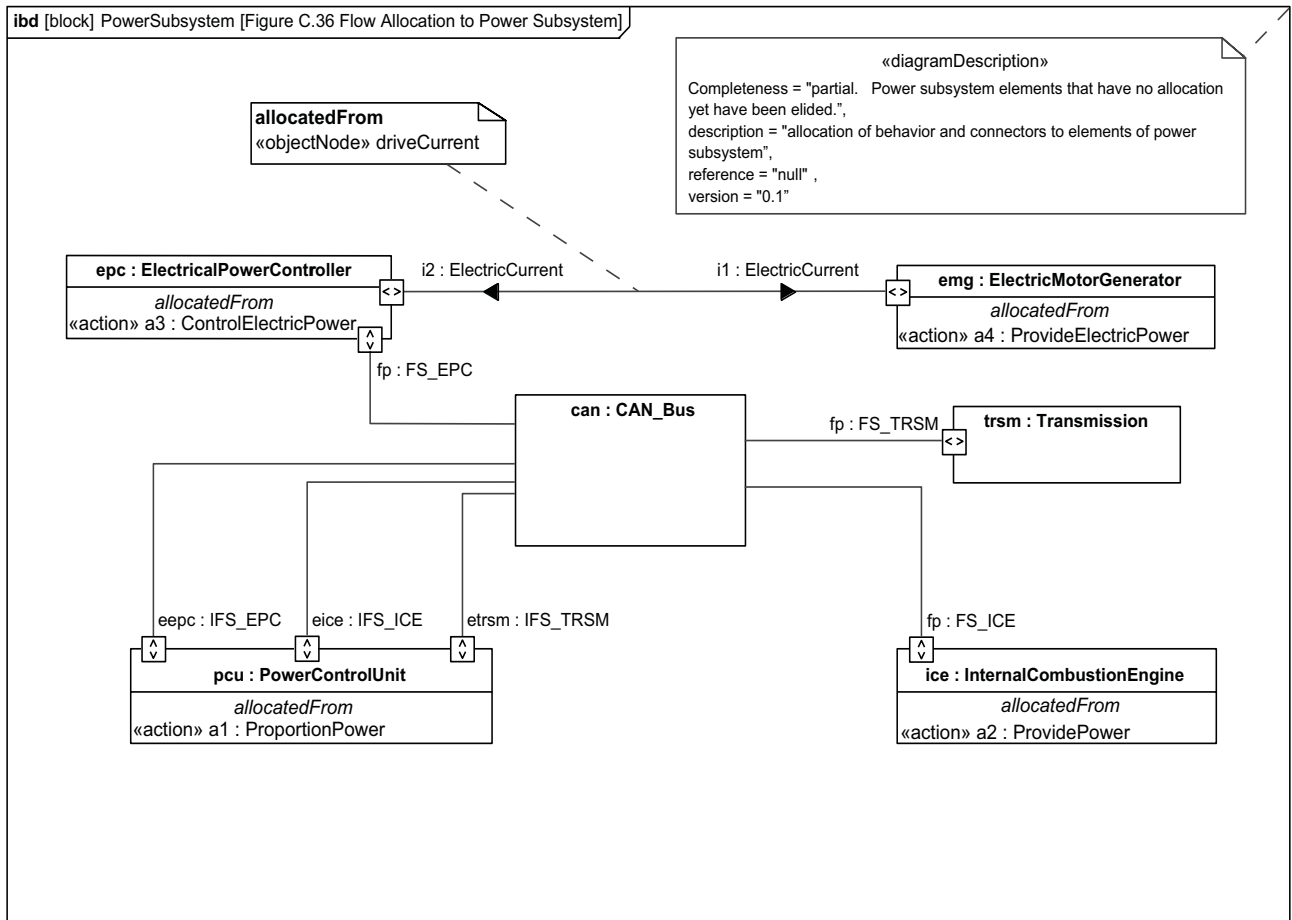 ibd [block] PowerSubsystem [Figure C.36 Flow Allocation to Power Subsystem]
«diagramDescription»
Completeness = "partial.   Power subsystem elements that have no allocation
yet have been elided.”,
description = "allocation of behavior and connectors to elements of power
subsystem”,
reference = "null" ,
version = "0.1”
allocatedFrom
«objectNode» driveCurrent
epc : ElectricalPowerController
allocatedFrom
«action» a3 : ControlElectricPower
i2 : ElectricCurrent
i1 : ElectricCurrent
emg : ElectricMotorGenerator
allocatedFrom
«action» a4 : ProvideElectricPower
fp : FS_EPC
can : CAN_Bus
fp : FS_TRSM
trsm : Transmission
eepc : IFS_EPC
eice : IFS_ICE
etrsm : IFS_TRSM
fp : FS_ICE
pcu : PowerControlUnit
allocatedFrom
«action» a1 : ProportionPower
ice : InternalCombustionEngine
allocatedFrom
«action» a2 : ProvidePower